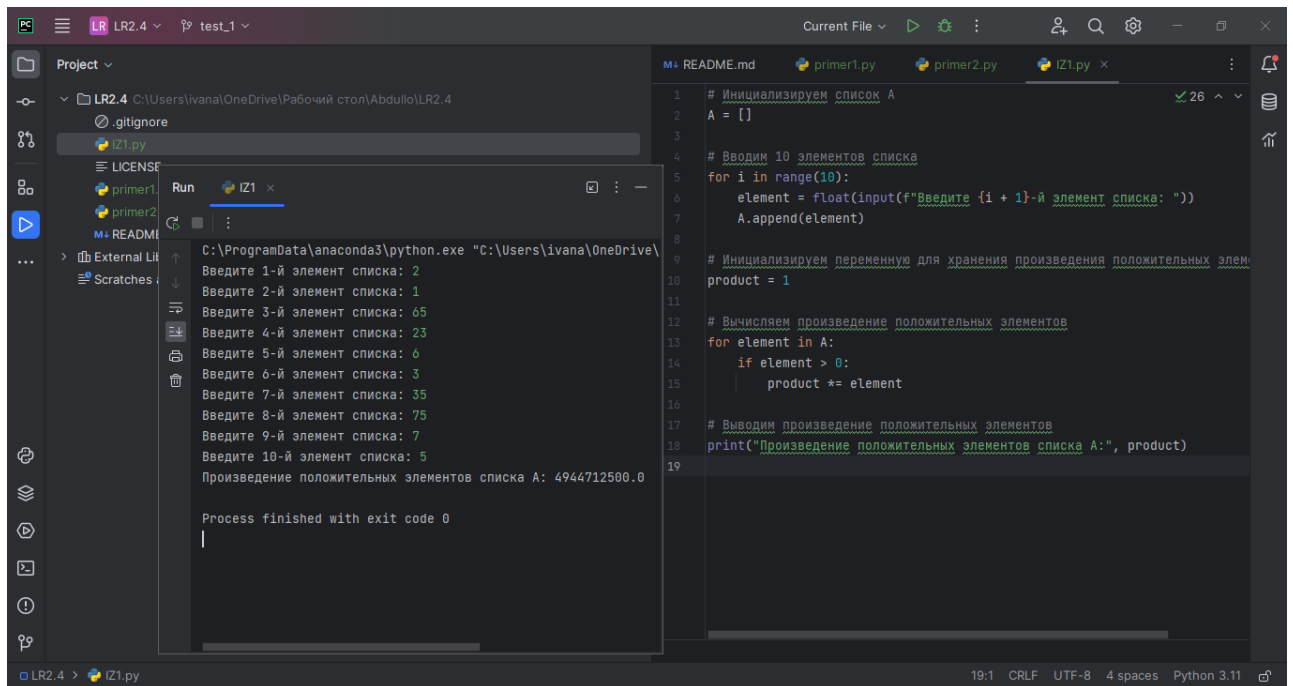 PC LR LR2.4 test_1 Current File
Project
LR2.4 C:\Users\ivana\OneDrive\Рабочий стол\Abdullo\LR2.4
.gitignore
IZ1.py
LICENSE
primer1.
primer2
M↓ README
External Lib
Scratches a
Run IZ1
C:\ProgramData\anaconda3\python.exe "C:\Users\ivana\OneDrive\
Введите 1-й элемент списка: 2
Введите 2-й элемент списка: 1
Введите 3-й элемент списка: 65
Введите 4-й элемент списка: 23
Введите 5-й элемент списка: 6
Введите 6-й элемент списка: 3
Введите 7-й элемент списка: 35
Введите 8-й элемент списка: 75
Введите 9-й элемент списка: 7
Введите 10-й элемент списка: 5
Произведение положительных элементов списка A: 4944712500.0
Process finished with exit code 0
M↓ README.md primer1.py primer2.py IZ1.py
26
1 # Инициализируем список A
2 A = []
3
4 # Вводим 10 элементов списка
5 for i in range(10):
6 element = float(input(f"Введите {i + 1}-й элемент списка: "))
7 A.append(element)
8
9 # Инициализируем переменную для хранения произведения положительных элем
10 product = 1
11
12 # Вычисляем произведение положительных элементов
13 for element in A:
14 if element > 0:
15 product *= element
16
17 # Выводим произведение положительных элементов
18 print("Произведение положительных элементов списка A:", product)
19
LR2.4 > IZ1.py 19:1 CRLF UTF-8 4 spaces Python 3.11